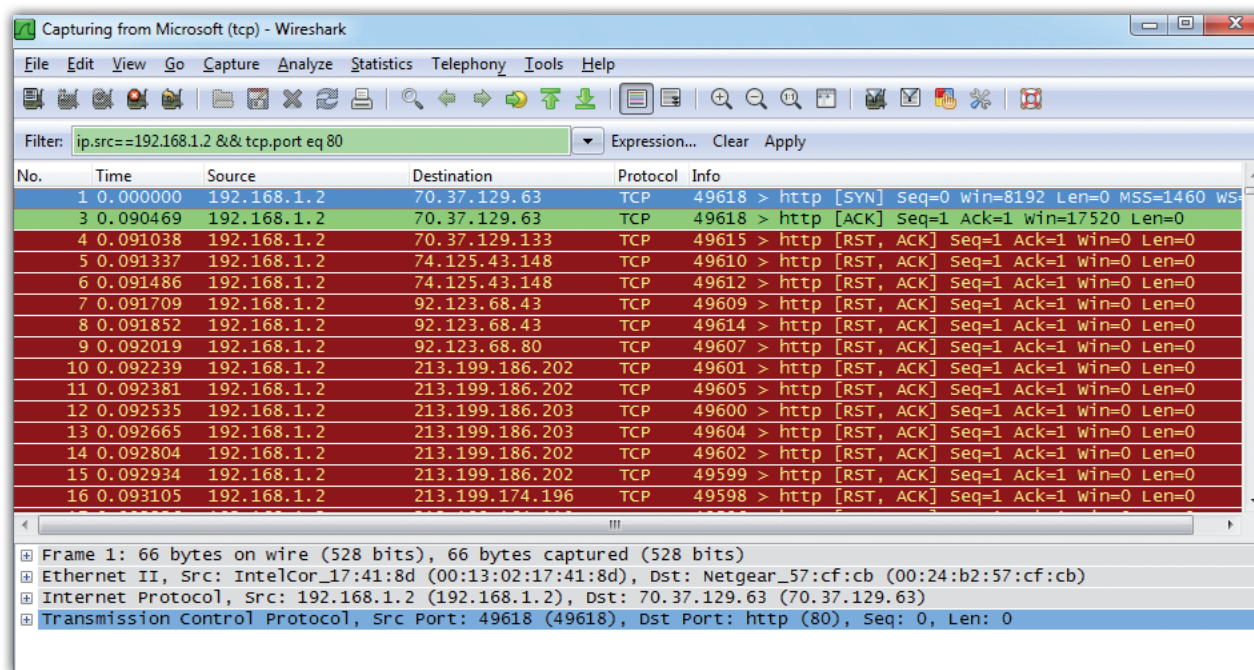 Capturing from Microsoft (tcp) - Wireshark
File Edit View Go Capture Analyze Statistics Telephony Tools Help
Filter: ip.src==192.168.1.2 && tcp.port eq 80 Expression... Clear Apply
No. Time Source Destination Protocol Info
1 0.000000 192.168.1.2 70.37.129.63 TCP 49618 > http [SYN] Seq=0 Win=8192 Len=0 MSS=1460 WS=
3 0.090469 192.168.1.2 70.37.129.63 TCP 49618 > http [ACK] Seq=1 Ack=1 Win=17520 Len=0
4 0.091038 192.168.1.2 70.37.129.133 TCP 49615 > http [RST, ACK] Seq=1 Ack=1 Win=0 Len=0
5 0.091337 192.168.1.2 74.125.43.148 TCP 49610 > http [RST, ACK] Seq=1 Ack=1 Win=0 Len=0
6 0.091486 192.168.1.2 74.125.43.148 TCP 49612 > http [RST, ACK] Seq=1 Ack=1 Win=0 Len=0
7 0.091709 192.168.1.2 92.123.68.43 TCP 49609 > http [RST, ACK] Seq=1 Ack=1 Win=0 Len=0
8 0.091852 192.168.1.2 92.123.68.43 TCP 49614 > http [RST, ACK] Seq=1 Ack=1 Win=0 Len=0
9 0.092019 192.168.1.2 92.123.68.80 TCP 49607 > http [RST, ACK] Seq=1 Ack=1 Win=0 Len=0
10 0.092239 192.168.1.2 213.199.186.202 TCP 49601 > http [RST, ACK] Seq=1 Ack=1 Win=0 Len=0
11 0.092381 192.168.1.2 213.199.186.202 TCP 49605 > http [RST, ACK] Seq=1 Ack=1 Win=0 Len=0
12 0.092535 192.168.1.2 213.199.186.203 TCP 49600 > http [RST, ACK] Seq=1 Ack=1 Win=0 Len=0
13 0.092665 192.168.1.2 213.199.186.203 TCP 49604 > http [RST, ACK] Seq=1 Ack=1 Win=0 Len=0
14 0.092804 192.168.1.2 213.199.186.202 TCP 49602 > http [RST, ACK] Seq=1 Ack=1 Win=0 Len=0
15 0.092934 192.168.1.2 213.199.186.202 TCP 49599 > http [RST, ACK] Seq=1 Ack=1 Win=0 Len=0
16 0.093105 192.168.1.2 213.199.174.196 TCP 49598 > http [RST, ACK] Seq=1 Ack=1 Win=0 Len=0
Frame 1: 66 bytes on wire (528 bits), 66 bytes captured (528 bits)
Ethernet II, Src: IntelCor_17:41:8d (00:13:02:17:41:8d), Dst: Netgear_57:cf:cb (00:24:b2:57:cf:cb)
Internet Protocol, Src: 192.168.1.2 (192.168.1.2), Dst: 70.37.129.63 (70.37.129.63)
Transmission Control Protocol, Src Port: 49618 (49618), Dst Port: http (80), Seq: 0, Len: 0